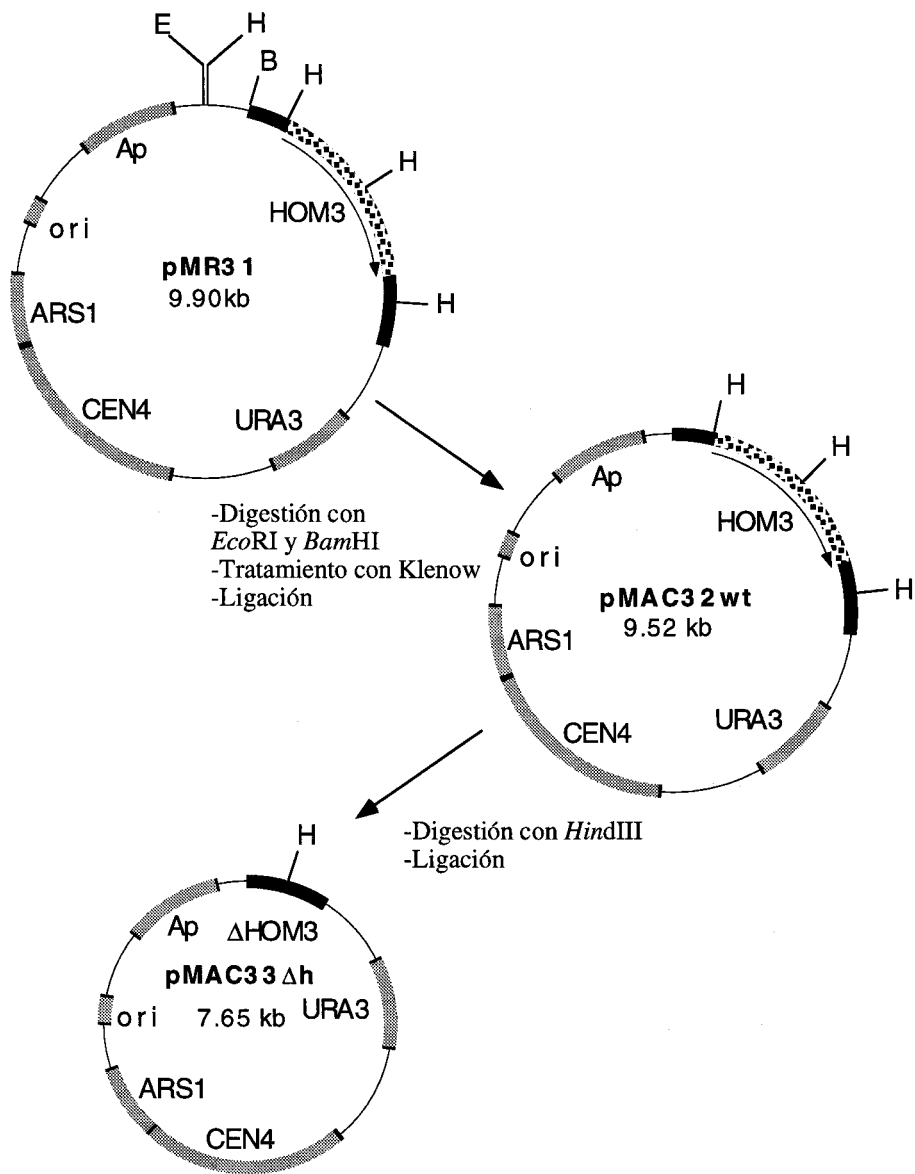 E
H
B
H
Ap
H
HOM3
ori
pMR31
9.90kb
H
ARS1
CEN4
URA3
-Digestión con
EcoRI y BamHI
-Tratamiento con Klenow
-Ligación
H
H
Ap
HOM3
ori
pMAC32wt
9.52 kb
H
ARS1
CEN4
URA3
-Digestión con HindIII
-Ligación
H
Ap
ΔHOM3
pMAC33Δh
ori
7.65 kb
URA3
ARS1
CEN4